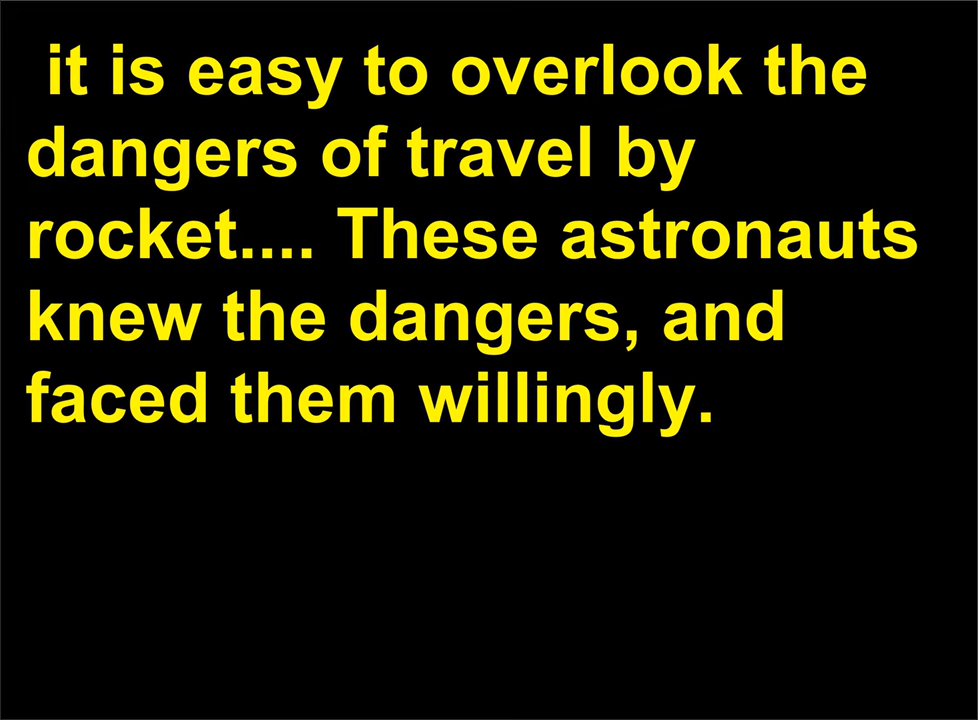 it is easy to overlook the
dangers of travel by
rocket.... These astronauts
knew the dangers, and
faced them willingly.